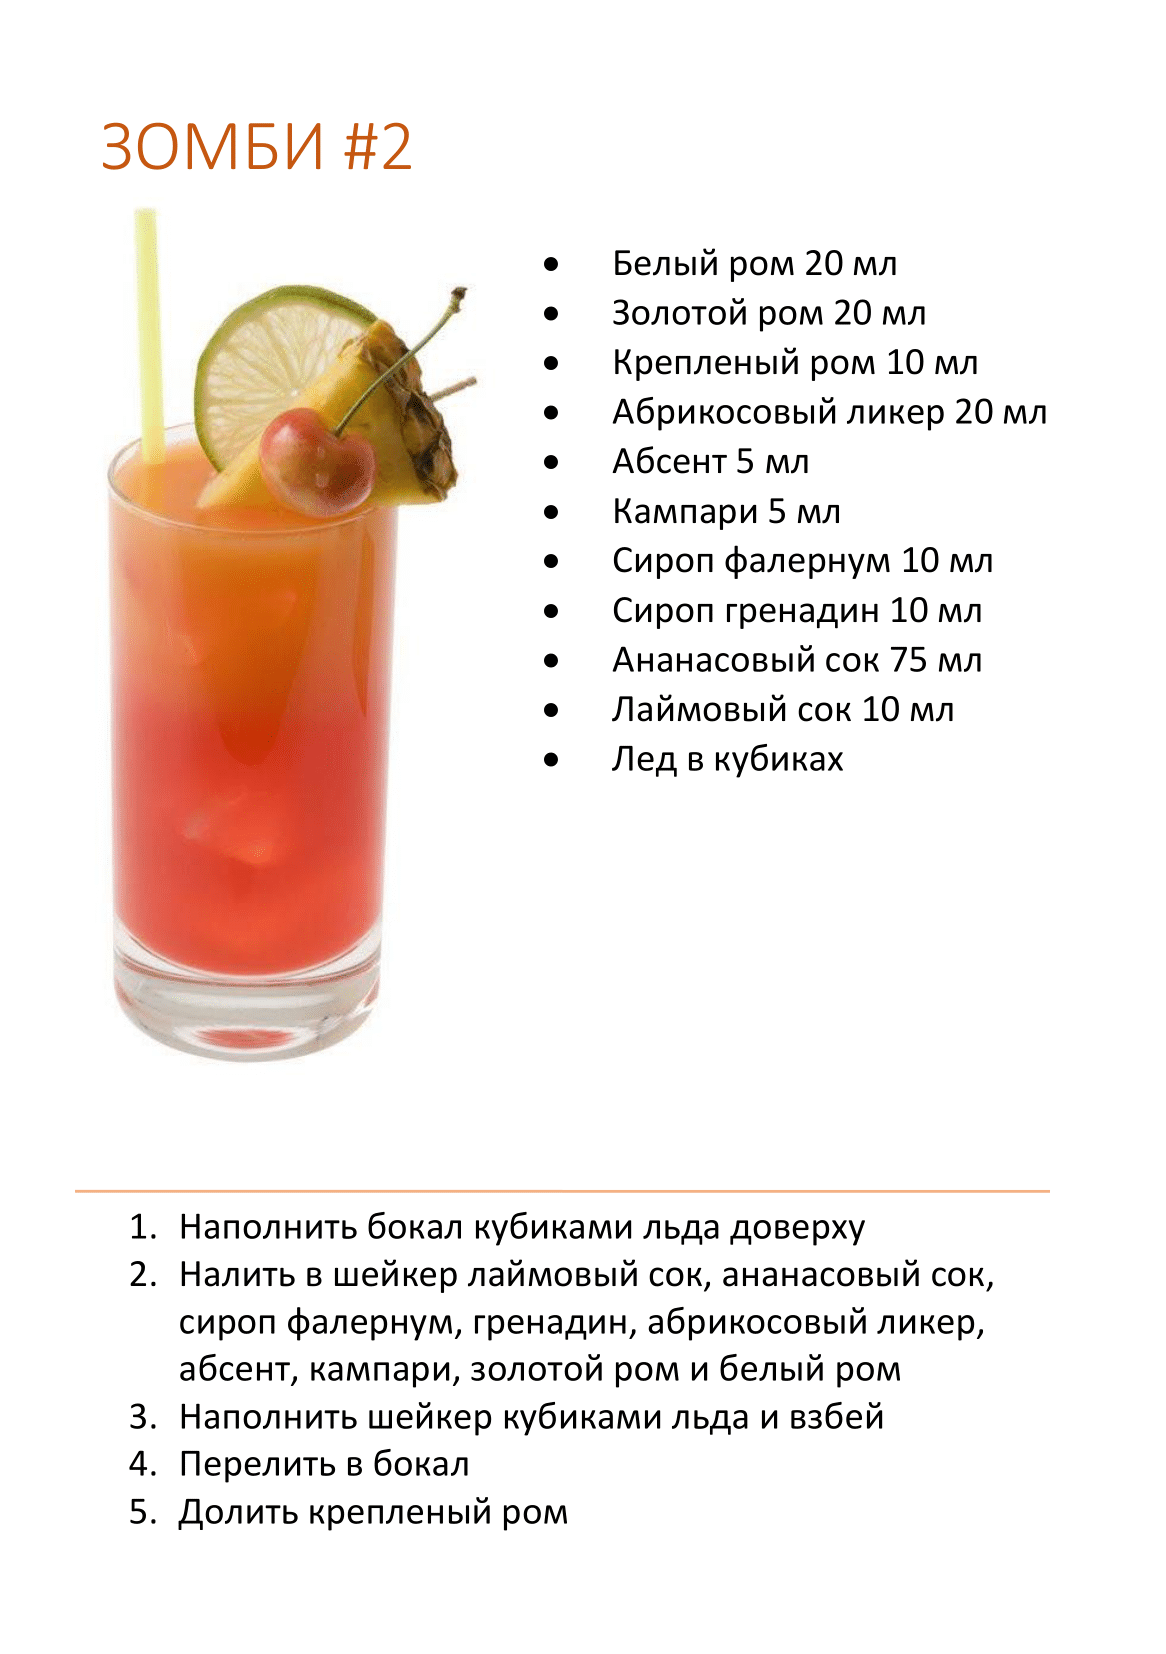 ЗОМБИ #2
• Белый ром 20 мл
• Золотой ром 20 мл
• Крепленый ром 10 мл
• Абрикосовый ликер 20 мл
• Абсент 5 мл
• Кампари 5 мл
• Сироп фалернум 10 мл
• Сироп гренадин 10 мл
• Ананасовый сок 75 мл
• Лаймовый сок 10 мл
• Лед в кубиках
1. Наполнить бокал кубиками льда доверху
2. Налить в шейкер лаймовый сок, ананасовый сок,
сироп фалернум, гренадин, абрикосовый ликер,
абсент, кампари, золотой ром и белый ром
3. Наполнить шейкер кубиками льда и взбей
4. Перелить в бокал
5. Долить крепленый ром